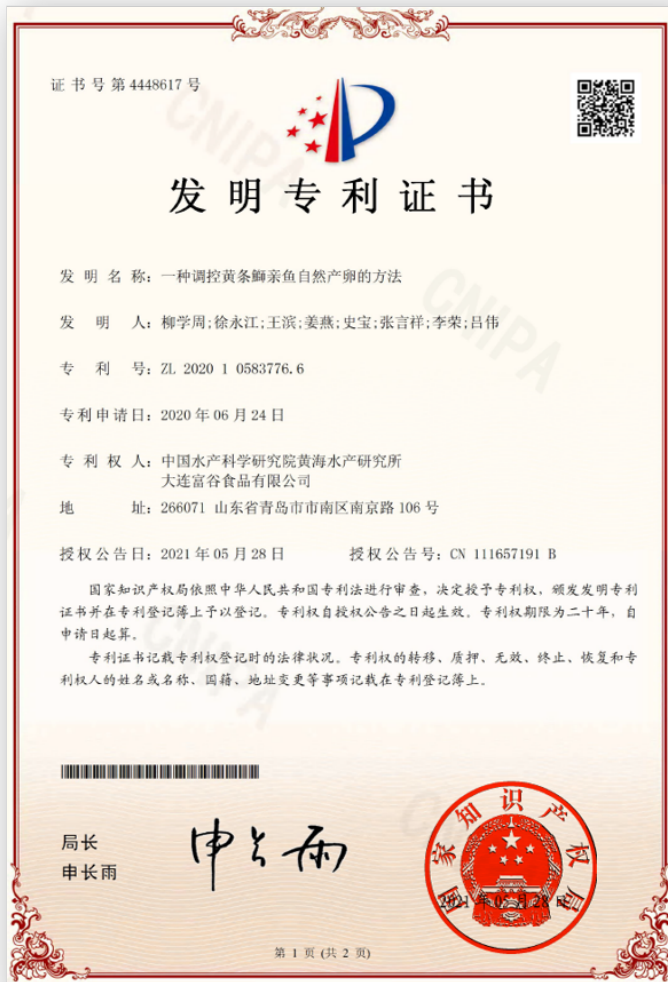 证书号第4448617号
发明专利证书
发明名称：一种调控黄条鰤亲鱼自然产卵的方法
发明人：柳学周;徐永江;王滨;姜燕;史宝;张言祥;李荣;吕伟
专利号：ZL 2020 1 0583776.6
专利申请日：2020年06月24日
专利权人：中国水产科学研究院黄海水产研究所
大连富谷食品有限公司
地址：266071 山东省青岛市市南区南京路106号
授权公告日：2021年05月28日 授权公告号：CN 111657191 B
国家知识产权局依照中华人民共和国专利法进行审查，决定授予专利权，颁发发明专利
证书并在专利登记簿上予以登记。专利权自授权公告之日起生效。专利权期限为二十年，自
申请日起算。
专利证书记载专利权登记时的法律状况。专利权的转移、质押、无效、终止、恢复和专
利权人的姓名或名称、国籍、地址变更等事项记载在专利登记簿上。
局长
申长雨
申长雨
国家知识产权局
2021年05月28日
第 1 页 (共 2 页)
CNIPA
CNIPA
CNIPA
CNIPA